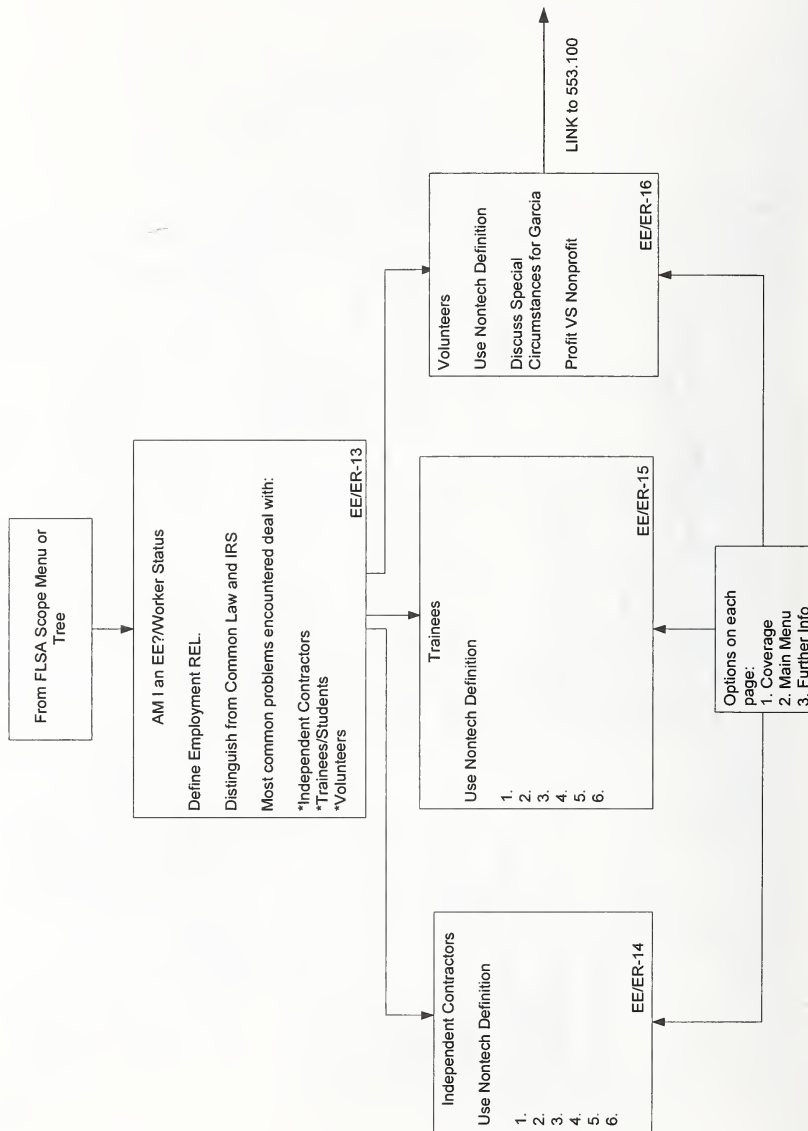 From FLSA Scope Menu or
Tree
AM I an EE?/Worker Status
Define Employment REL.
Distinguish from Common Law and IRS
Most common problems encountered deal with:
*Independent Contractors
*Trainees/Students
*Volunteers
EE/ER-13
Independent Contractors
Use Nontech Definition
1.
2.
3.
4.
5.
6.
EE/ER-14
Trainees
Use Nontech Definition
1.
2.
3.
4.
5.
6.
EE/ER-15
Volunteers
Use Nontech Definition
Discuss Special
Circumstances for Garcia
Profit VS Nonprofit
EE/ER-16
LINK to 553.100
Options on each
page:
1. Coverage
2. Main Menu
3. Further Info